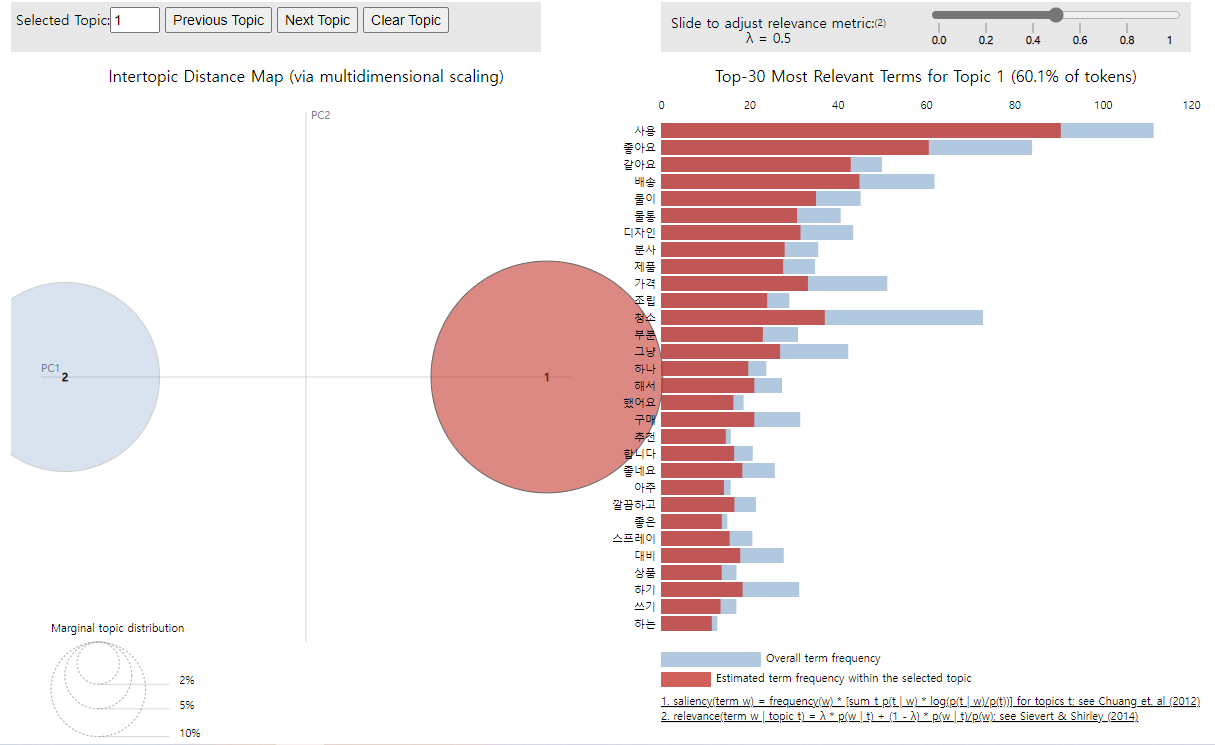 Selected Topic: 1 Previous Topic Next Topic Clear Topic
Slide to adjust relevance metric:(2)
λ = 0.5
0.0 0.2 0.4 0.6 0.8 1
Intertopic Distance Map (via multidimensional scaling)
PC2
PC1
2
1
Marginal topic distribution
2%
5%
10%
Top-30 Most Relevant Terms for Topic 1 (60.1% of tokens)
0 20 40 60 80 100 120
사용
좋아요
같아요
배송
물이
물통
디자인
분사
제품
가격
조립
청소
부분
그냥
하나
해서
했어요
구매
추천
합니다
좋네요
아주
깔끔하고
좋은
스프레이
대비
상품
하기
쓰기
하는
Overall term frequency
Estimated term frequency within the selected topic
1. saliency(term w) = frequency(w) * [sum_t p(t | w) * log(p(t | w)/p(t))] for topics t; see Chuang et. al (2012)
2. relevance(term w | topic t) = λ * p(w | t) + (1 - λ) * p(w | t)/p(w); see Sievert & Shirley (2014)